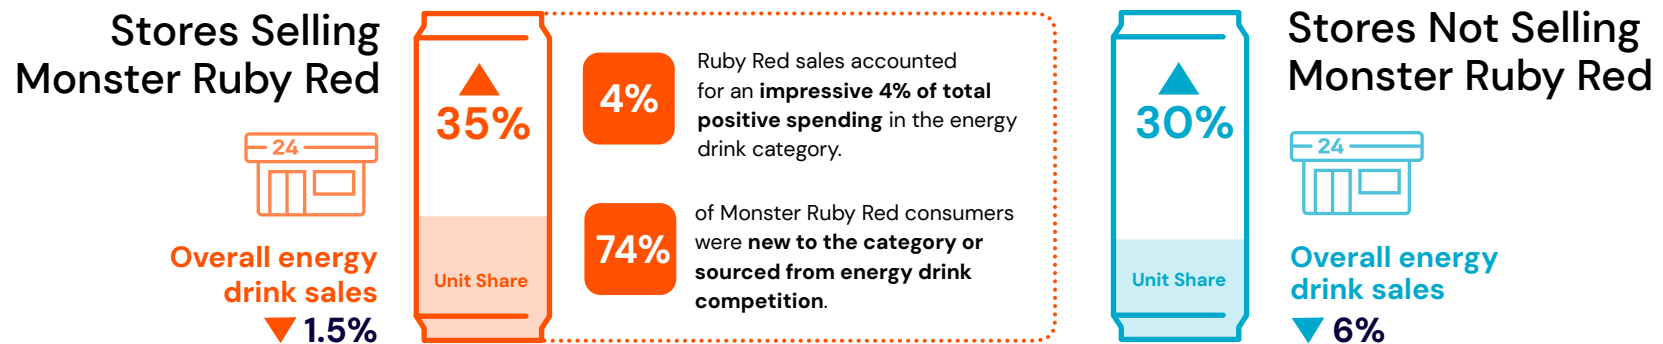 Stores Selling
Monster Ruby Red
24
Overall energy
drink sales
▼ 1.5%
▲
35%
Unit Share
4%
Ruby Red sales accounted
for an impressive 4% of total
positive spending in the energy
drink category.
74%
of Monster Ruby Red consumers
were new to the category or
sourced from energy drink
competition.
▲
30%
Unit Share
Stores Not Selling
Monster Ruby Red
24
Overall energy
drink sales
▼ 6%